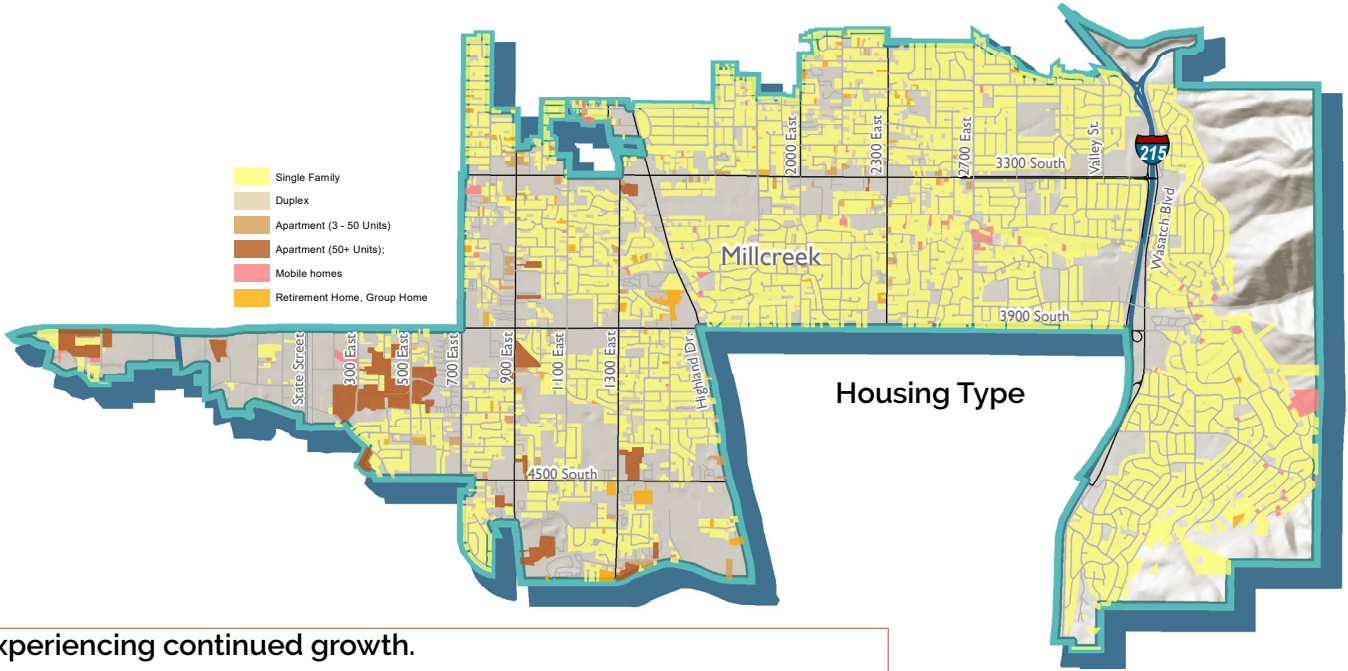 2000 East
2300 East
2700 East
3300 South
Valley St.
215
Wasatch Blvd
Single Family
Duplex
Apartment (3 - 50 Units)
Apartment (50+ Units);
Mobile homes
Retirement Home, Group Home
Millcreek
3900 South
State Street
300 East
500 East
700 East
900 East
1100 East
1300 East
Highland Dr.
Housing Type
4500 South
xperiencing continued growth.